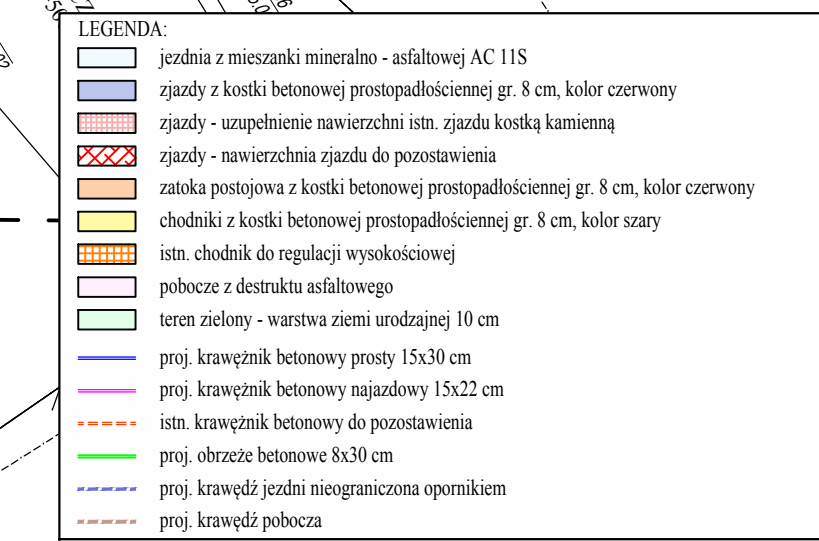 LEGENDA:
jezdnia z mieszanki mineralno - asfaltowej AC 11S
zjazdy z kostki betonowej prostopadłościennej gr. 8 cm, kolor czerwony
zjazdy - uzupełnienie nawierzchni istn. zjazdu kostką kamienną
zjazdy - nawierzchnia zjazdu do pozostawienia
zatoka postojowa z kostki betonowej prostopadłościennej gr. 8 cm, kolor czerwony
chodniki z kostki betonowej prostopadłościennej gr. 8 cm, kolor szary
istn. chodnik do regulacji wysokościowej
pobocze z destruktu asfaltowego
teren zielony - warstwa ziemi urodzajnej 10 cm
proj. krawężnik betonowy prosty 15x30 cm
proj. krawężnik betonowy najazdowy 15x22 cm
istn. krawężnik betonowy do pozostawienia
proj. obrzeże betonowe 8x30 cm
proj. krawędź jezdni nieograniczona opornikiem
proj. krawędź pobocza